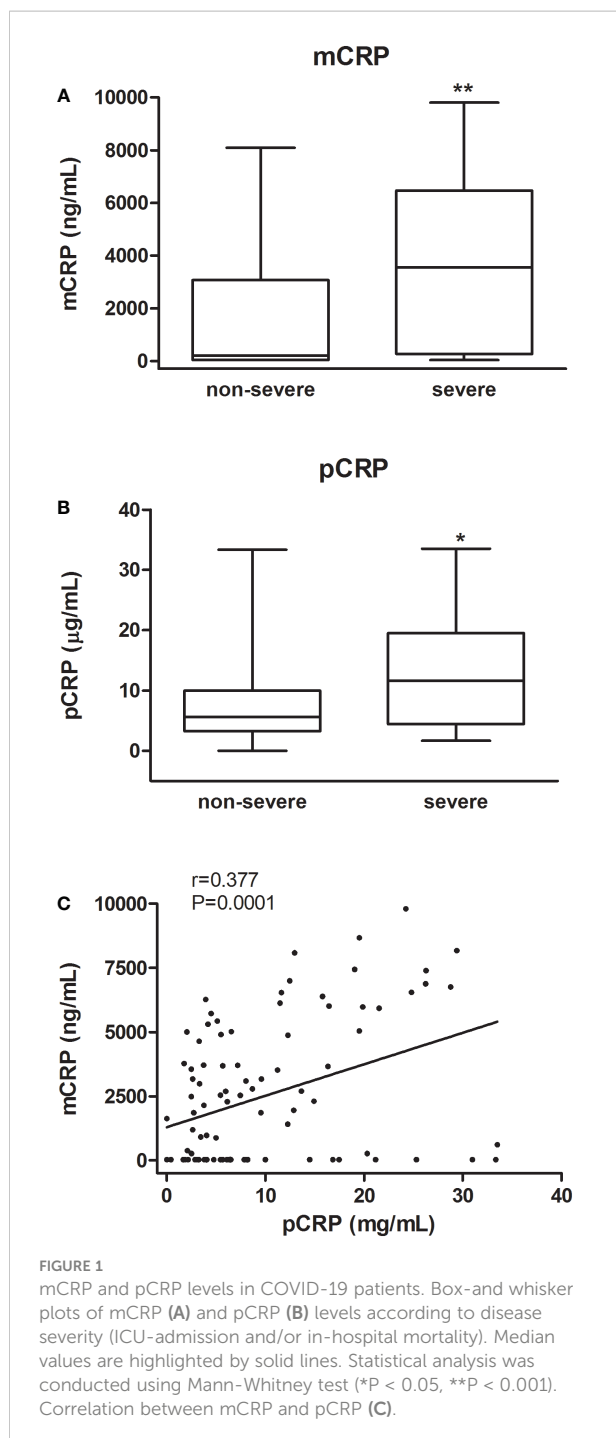 mCRP
A
**
10000
8000
6000
4000
2000
0
mCRP (ng/mL)
non-severe severe
pCRP
B
*
40
30
20
10
0
pCRP (µg/mL)
non-severe severe
r=0.377
P=0.0001
C
10000
7500
5000
2500
0
mCRP (ng/mL)
0 10 20 30 40
pCRP (mg/mL)
FIGURE 1
mCRP and pCRP levels in COVID-19 patients. Box-and whisker
plots of mCRP (A) and pCRP (B) levels according to disease
severity (ICU-admission and/or in-hospital mortality). Median
values are highlighted by solid lines. Statistical analysis was
conducted using Mann-Whitney test (*P < 0.05, **P < 0.001).
Correlation between mCRP and pCRP (C).